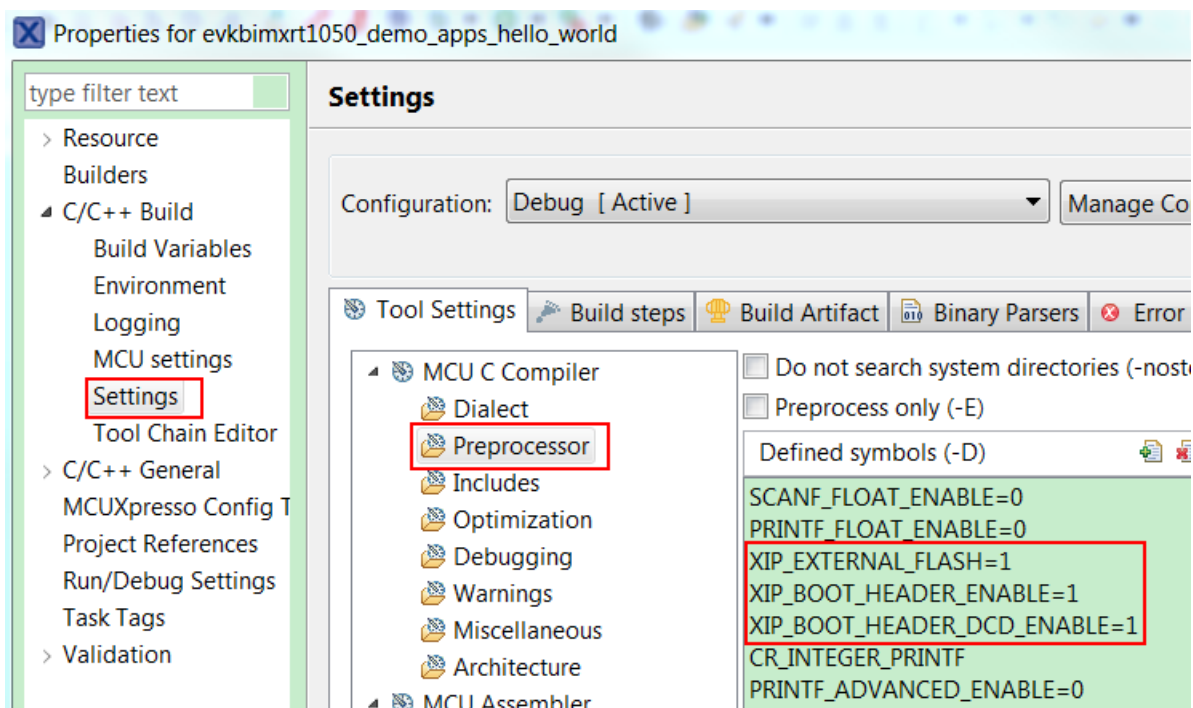 Properties for evkbimxrt1050_demo_apps_hello_world
type filter text
Resource
Builders
C/C++ Build
Build Variables
Environment
Logging
MCU settings
Settings
Tool Chain Editor
C/C++ General
MCUXpresso Config T
Project References
Run/Debug Settings
Task Tags
Validation
Settings
Configuration: Debug [ Active ] Manage Co
Tool Settings Build steps Build Artifact Binary Parsers Error
MCU C Compiler
Dialect
Preprocessor
Includes
Optimization
Debugging
Warnings
Miscellaneous
Architecture
MCU Assembler
Do not search system directories (-noste
Preprocess only (-E)
Defined symbols (-D)
SCANF_FLOAT_ENABLE=0
PRINTF_FLOAT_ENABLE=0
XIP_EXTERNAL_FLASH=1
XIP_BOOT_HEADER_ENABLE=1
XIP_BOOT_HEADER_DCD_ENABLE=1
CR_INTEGER_PRINTF
PRINTF_ADVANCED_ENABLE=0